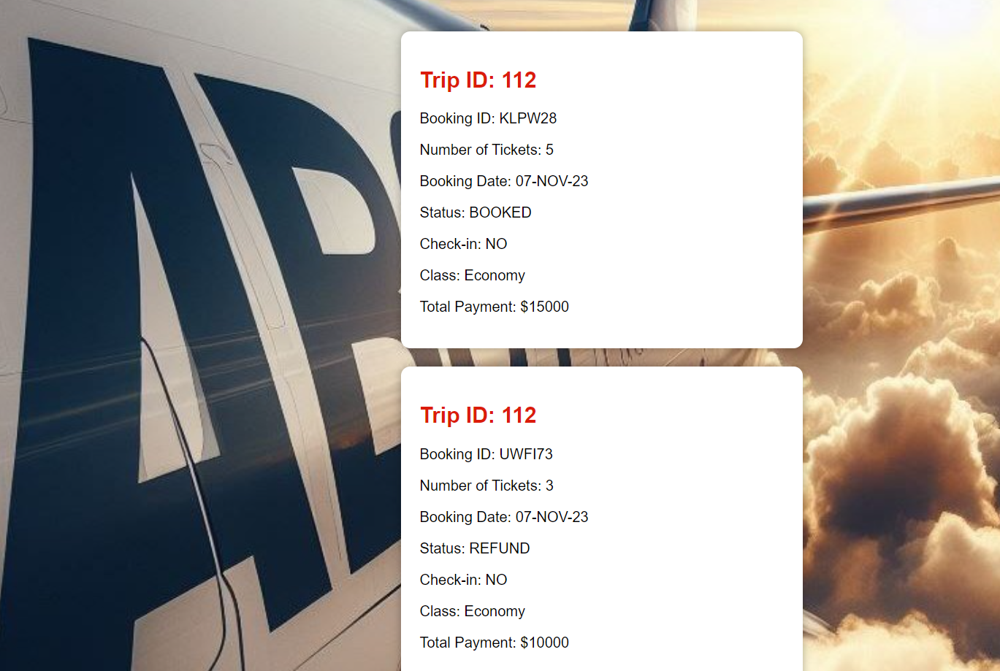 Trip ID: 112
Booking ID: KLPW28
Number of Tickets: 5
Booking Date: 07-NOV-23
Status: BOOKED
Check-in: NO
Class: Economy
Total Payment: $15000
Trip ID: 112
Booking ID: UWFI73
Number of Tickets: 3
Booking Date: 07-NOV-23
Status: REFUND
Check-in: NO
Class: Economy
Total Payment: $10000